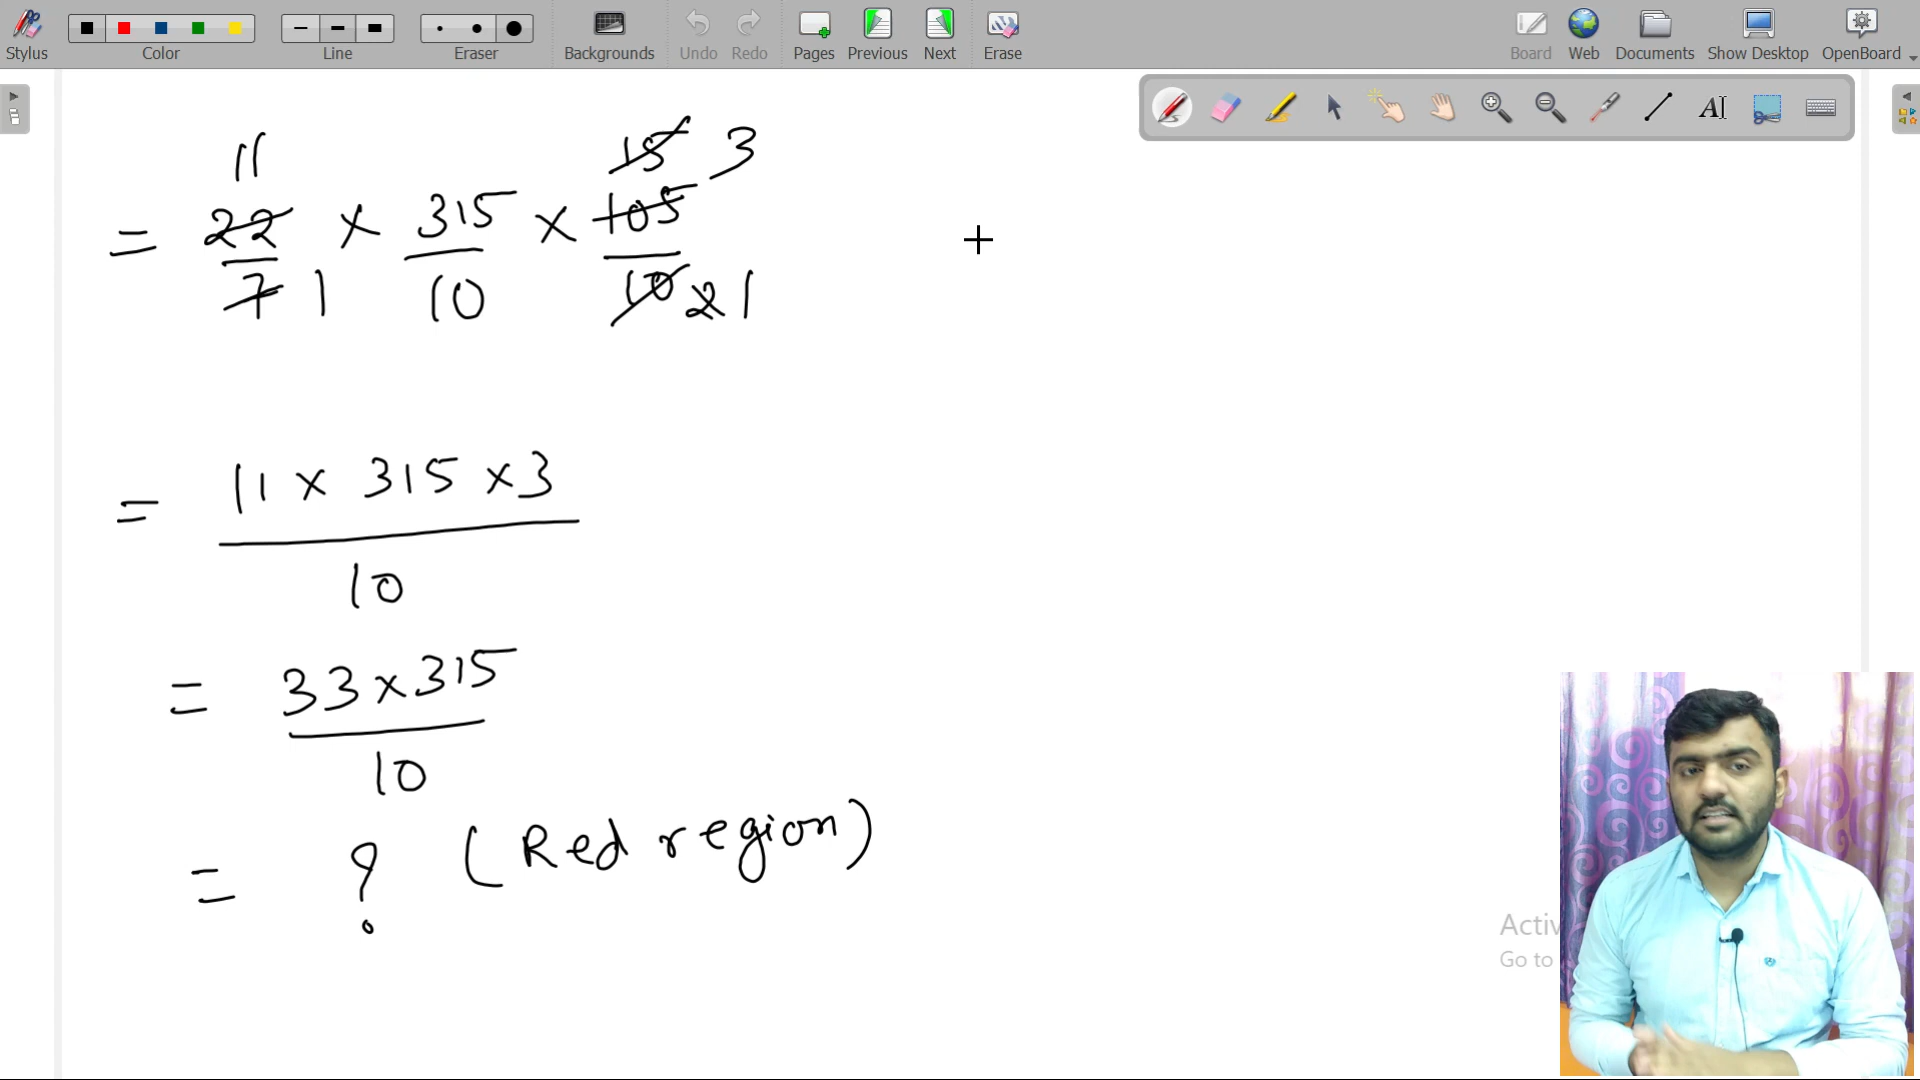 Stylus Color Line Eraser Backgrounds Undo Redo Pages Previous Next Erase Board Web Documents Show Desktop OpenBoard
11 15 3
= 22/7 1 × 315/10 × 105/10 2 1
= 11 × 315 × 3
10
= 33 × 315
10
= ? (Red region)
Activ
Go to